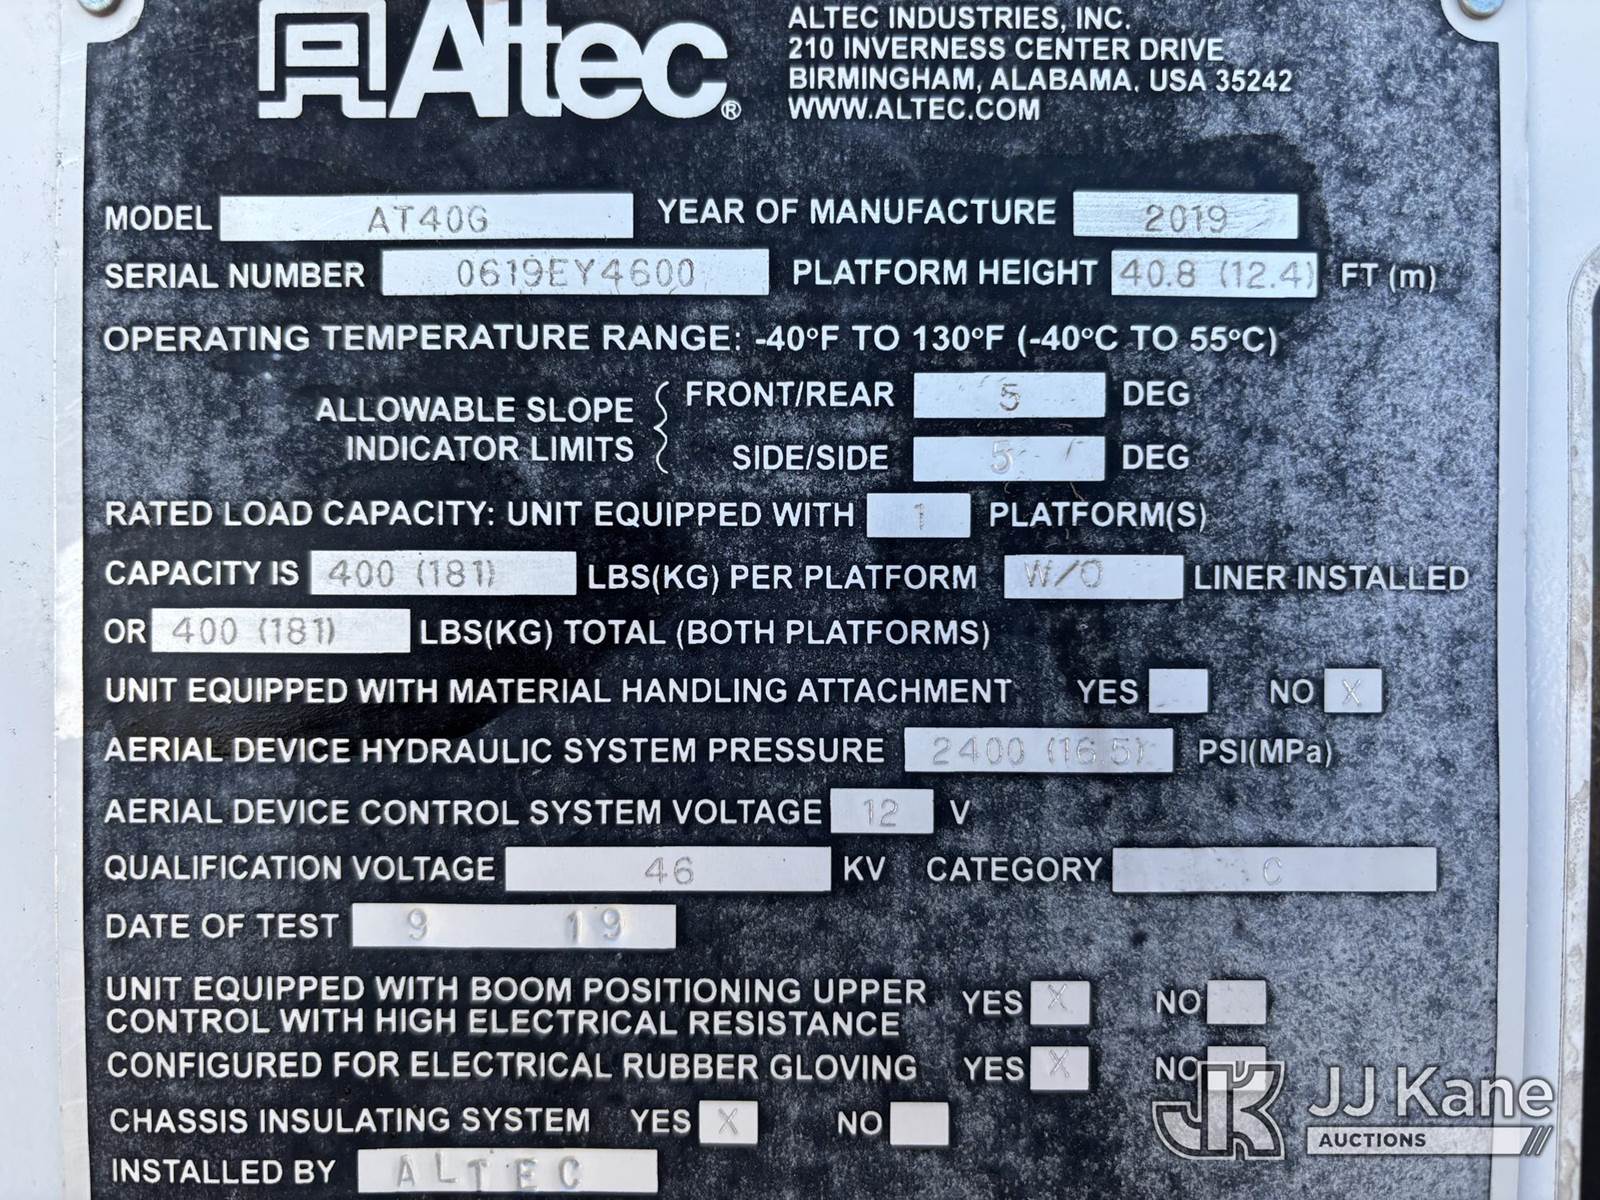 Altec®
ALTEC INDUSTRIES, INC.
210 INVERNESS CENTER DRIVE
BIRMINGHAM, ALABAMA, USA 35242
WWW.ALTEC.COM
MODEL AT40G YEAR OF MANUFACTURE 2019
SERIAL NUMBER 0619EY4600 PLATFORM HEIGHT 40.8 (12.4) FT (m)
OPERATING TEMPERATURE RANGE: -40°F TO 130°F (-40°C TO 55°C)
ALLOWABLE SLOPE INDICATOR LIMITS { FRONT/REAR 5 DEG
SIDE/SIDE 5 DEG
RATED LOAD CAPACITY: UNIT EQUIPPED WITH 1 PLATFORM(S)
CAPACITY IS 400 (181) LBS(KG) PER PLATFORM W/O LINER INSTALLED
OR 400 (181) LBS(KG) TOTAL (BOTH PLATFORMS)
UNIT EQUIPPED WITH MATERIAL HANDLING ATTACHMENT YES NO X
AERIAL DEVICE HYDRAULIC SYSTEM PRESSURE 2400 (16.5) PSI(MPa)
AERIAL DEVICE CONTROL SYSTEM VOLTAGE 12 V
QUALIFICATION VOLTAGE 46 KV CATEGORY C
DATE OF TEST 9 19
UNIT EQUIPPED WITH BOOM POSITIONING UPPER
CONTROL WITH HIGH ELECTRICAL RESISTANCE YES X NO
CONFIGURED FOR ELECTRICAL RUBBER GLOVING YES X NO
CHASSIS INSULATING SYSTEM YES X NO
INSTALLED BY ALTEC
JK JJ Kane
AUCTIONS